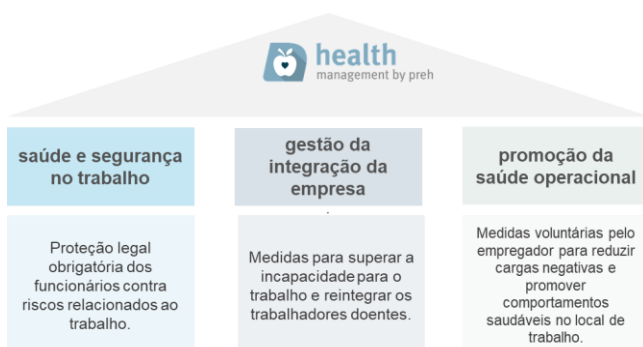 health
management by preh
saúde e segurança
no trabalho
gestão da
integração da
empresa
promoção da
saúde operacional
Proteção legal
obrigatória dos
funcionários contra
riscos relacionados ao
trabalho.
Medidas para superar a
incapacidade para o
trabalho e reintegrar os
trabalhadores doentes.
Medidas voluntárias pelo
empregador para reduzir
cargas negativas e
promover
comportamentos
saudáveis no local de
trabalho.